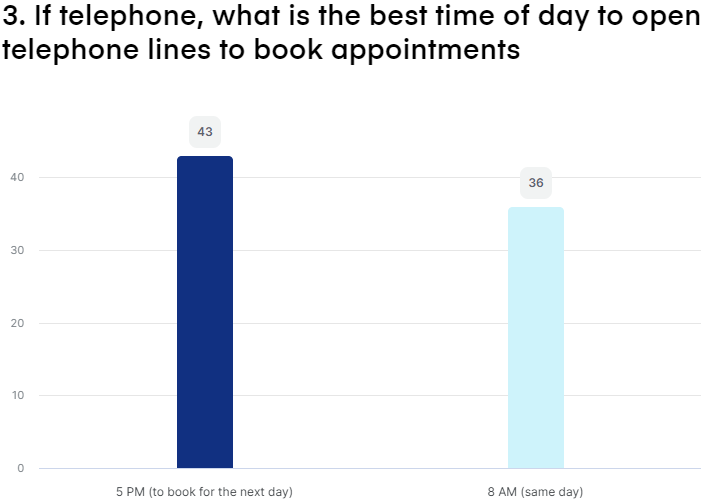 3. If telephone, what is the best time of day to open
telephone lines to book appointments
43
40
36
30
20
10
0
5 PM (to book for the next day)
8 AM (same day)